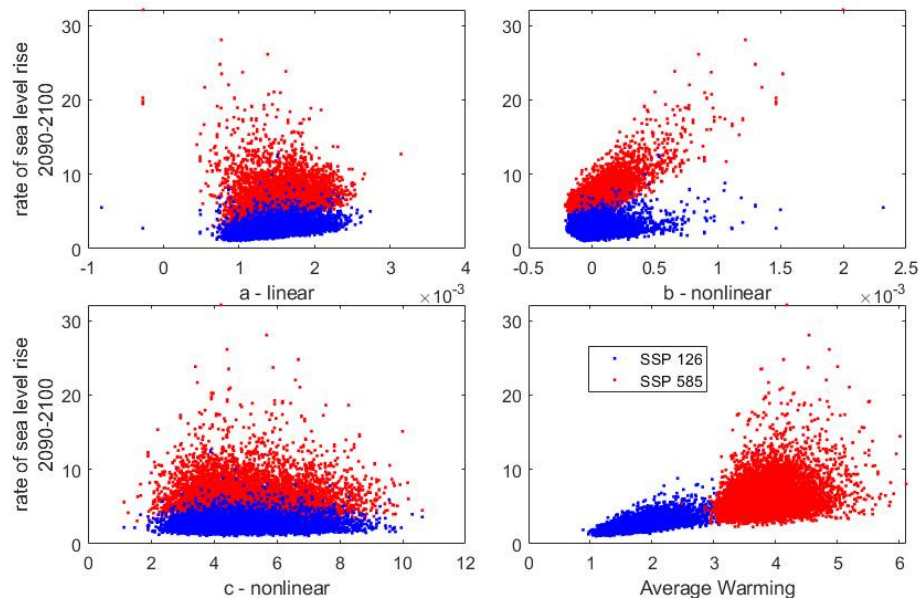 rate of sea level rise
2090-2100
30
20
10
0
-1 0 1 2 3 4
a - linear
×10⁻³
30
20
10
0
-0.5 0 0.5 1 1.5 2 2.5
b - nonlinear
×10⁻³
rate of sea level rise
2090-2100
30
20
10
0
0 2 4 6 8 10 12
c - nonlinear
30
20
10
0
0 1 2 3 4 5 6
Average Warming
SSP 126
SSP 585